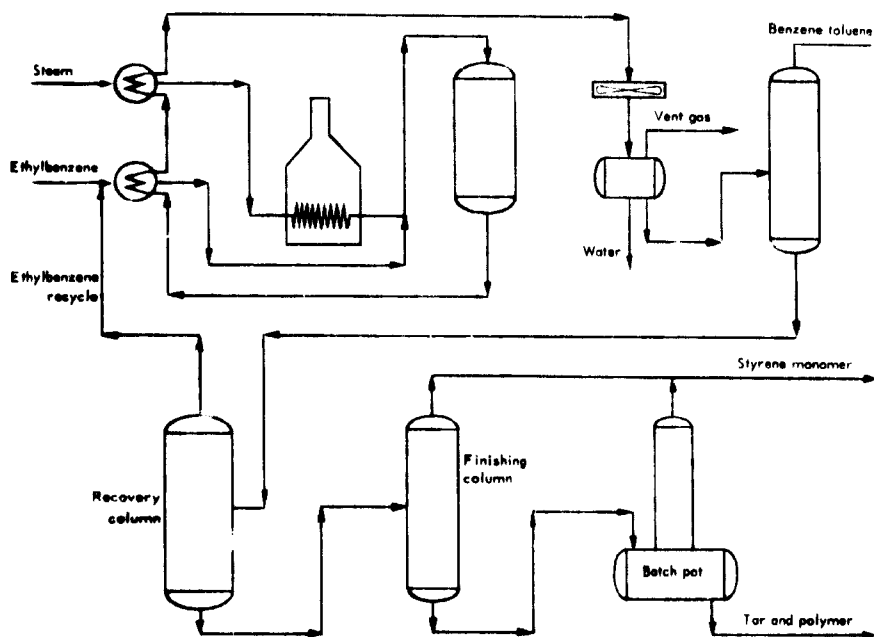 Benzene toluene
Steam
Vent gas
Ethylbenzene
Water
Ethylbenzene
recycle
Styrene monamer
Finishing
column
Recovery
column
Batch pot
Tar and polymer